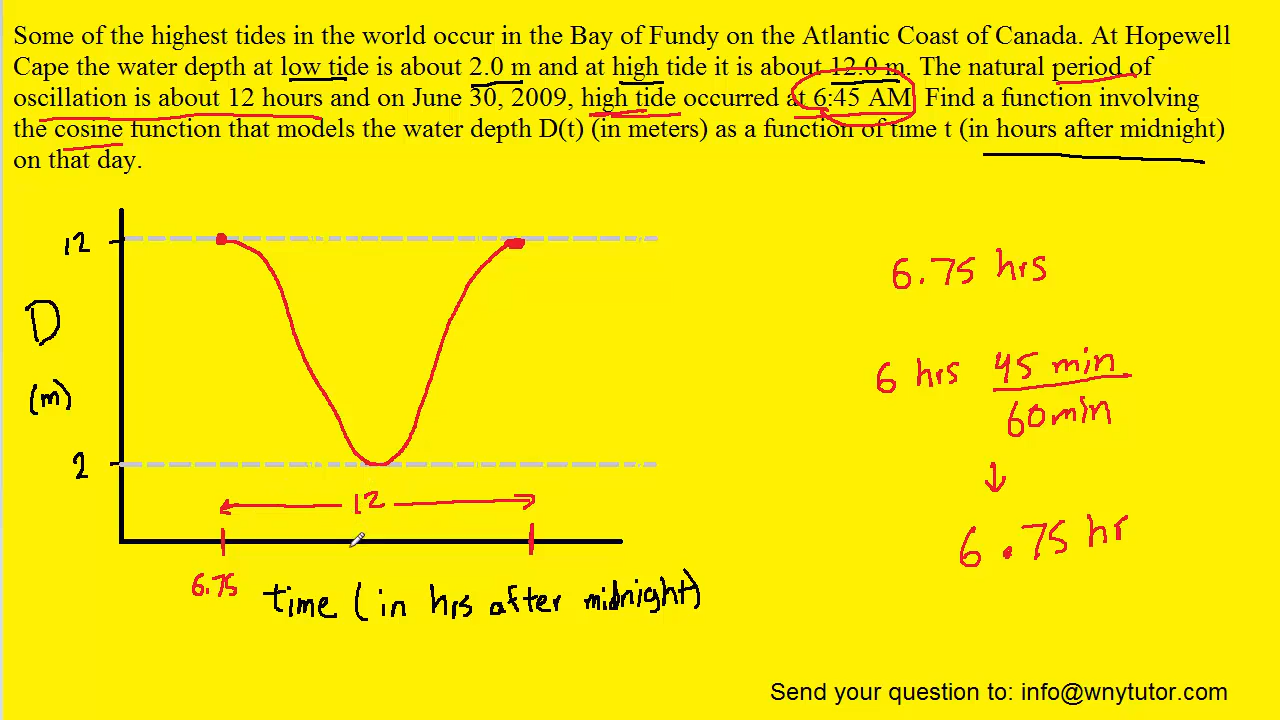 Some of the highest tides in the world occur in the Bay of Fundy on the Atlantic Coast of Canada. At Hopewell
Cape the water depth at low tide is about 2.0 m and at high tide it is about 12.0 m. The natural period of
oscillation is about 12 hours and on June 30, 2009, high tide occurred at 6:45 AM. Find a function involving
the cosine function that models the water depth D(t) (in meters) as a function of time t (in hours after midnight)
on that day.
12
D
(m)
2
12
6.75
time (in hrs after midnight)
6.75 hrs
6 hrs 45 min
60min
↓
6.75 hr
Send your question to: info@wnytutor.com